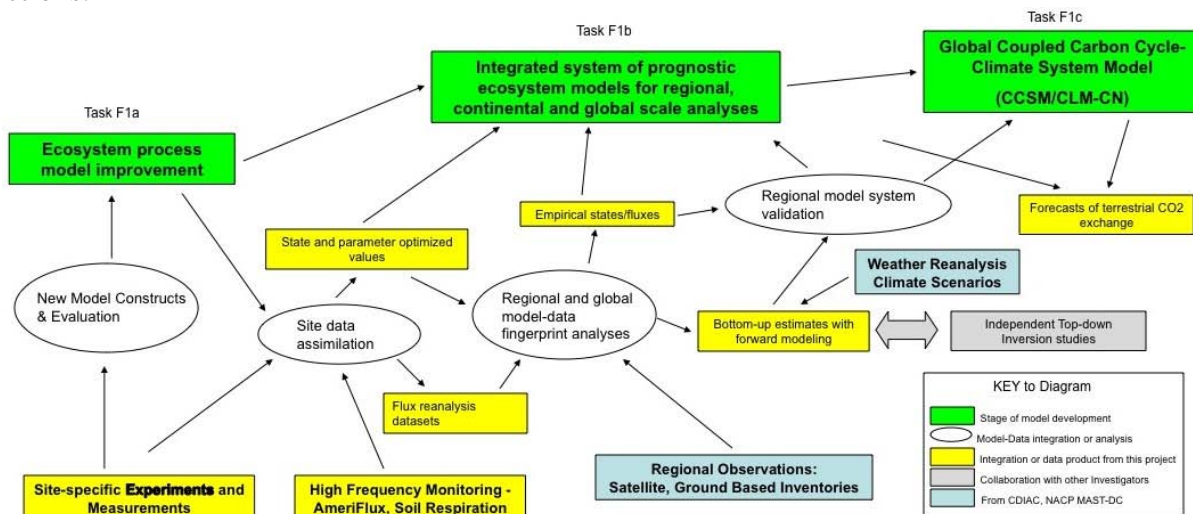 Task F1c
Task F1b
Global Coupled Carbon Cycle-
Climate System Model
(CCSM/CLM-CN)
Integrated system of prognostic
ecosystem models for regional,
continental and global scale analyses
Task F1a
Ecosystem process
model improvement
Regional model system
validation
Empirical states/fluxes
Forecasts of terrestrial CO2
exchange
State and parameter optimized
values
Weather Reanalysis
Climate Scenarios
New Model Constructs
& Evaluation
Regional and global
model-data
fingerprint analyses
Site data
assimilation
Bottom-up estimates with
forward modeling
Independent Top-down
Inversion studies
Flux reanalysis
datasets
KEY to Diagram
Stage of model development
Model-Data integration or analysis
Integration or data product from this project
Collaboration with other Investigators
From CDIAC, NACP MAST-DC
Site-specific Experiments and
Measurements
High Frequency Monitoring -
AmeriFlux, Soil Respiration
Regional Observations:
Satellite, Ground Based Inventories